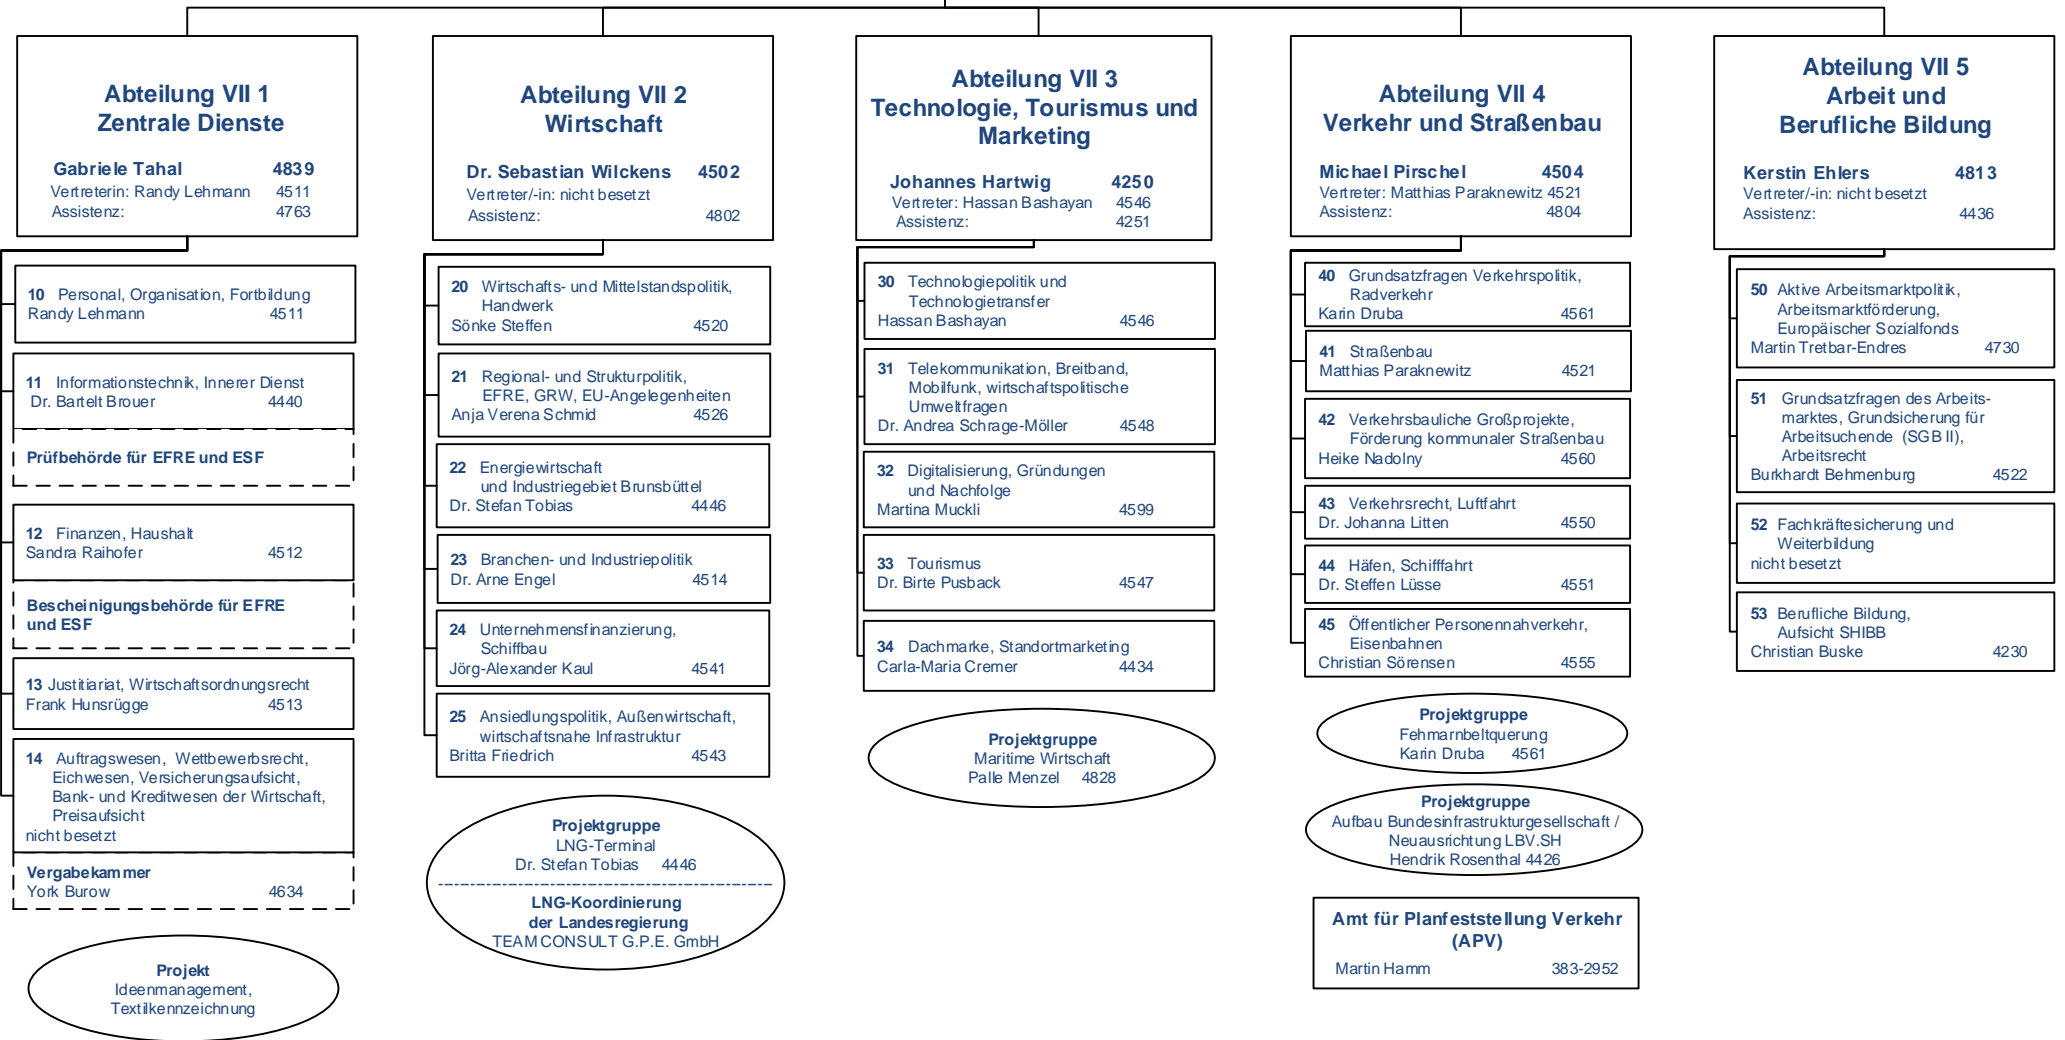 Abteilung VII 1
Zentrale Dienste
Gabriele Tahal 4839
Vertreterin: Randy Lehmann 4511
Assistenz: 4763
10 Personal, Organisation, Fortbildung
Randy Lehmann 4511
11 Informationstechnik, Innerer Dienst
Dr. Bartelt Brouer 4440
Prüfbehörde für EFRE und ESF
12 Finanzen, Haushalt
Sandra Raihofer 4512
Bescheinigungsbehörde für EFRE
und ESF
13 Justitiariat, Wirtschaftsordnungsrecht
Frank Hunsrügge 4513
14 Auftragswesen, Wettbewerbsrecht,
Eichwesen, Versicherungsaufsicht,
Bank- und Kreditwesen der Wirtschaft,
Preisaufsicht
nicht besetzt
Vergabekammer
York Burow 4634
Projekt
Ideenmanagement,
Textilkennzeichnung
Abteilung VII 2
Wirtschaft
Dr. Sebastian Wilckens 4502
Vertreter/-in: nicht besetzt
Assistenz: 4802
20 Wirtschafts- und Mittelstandspolitik,
Handwerk
Sönke Steffen 4520
21 Regional- und Strukturpolitik,
EFRE, GRW, EU-Angelegenheiten
Anja Verena Schmid 4526
22 Energiewirtschaft
und Industriegebiet Brunsbüttel
Dr. Stefan Tobias 4446
23 Branchen- und Industriepolitik
Dr. Arne Engel 4514
24 Unternehmensfinanzierung,
Schiffbau
Jörg-Alexander Kaul 4541
25 Ansiedlungspolitik, Außenwirtschaft,
wirtschaftsnahe Infrastruktur
Britta Friedrich 4543
Projektgruppe
LNG-Terminal
Dr. Stefan Tobias 4446
LNG-Koordinierung
der Landesregierung
TEAM CONSULT G.P.E. GmbH
Abteilung VII 3
Technologie, Tourismus und
Marketing
Johannes Hartwig 4250
Vertreter: Hassan Bashayan 4546
Assistenz: 4251
30 Technologiepolitik und
Technologietransfer
Hassan Bashayan 4546
31 Telekommunikation, Breitband,
Mobilfunk, wirtschaftspolitische
Umweltfragen
Dr. Andrea Schrage-Möller 4548
32 Digitalisierung, Gründungen
und Nachfolge
Martina Muckli 4599
33 Tourismus
Dr. Birte Pusback 4547
34 Dachmarke, Standortmarketing
Carla-Maria Cremer 4434
Projektgruppe
Maritime Wirtschaft
Palle Menzel 4828
Abteilung VII 4
Verkehr und Straßenbau
Michael Pirschel 4504
Vertreter: Matthias Paraknewitz 4521
Assistenz: 4804
40 Grundsatzfragen Verkehrspolitik,
Radverkehr
Karin Druba 4561
41 Straßenbau
Matthias Paraknewitz 4521
42 Verkehrsbauliche Großprojekte,
Förderung kommunaler Straßenbau
Heike Nadolny 4560
43 Verkehrsrecht, Luftfahrt
Dr. Johanna Litten 4550
44 Häfen, Schifffahrt
Dr. Steffen Lüsse 4551
45 Öffentlicher Personennahverkehr,
Eisenbahnen
Christian Sörensen 4555
Projektgruppe
Fehmarnbeltquerung
Karin Druba 4561
Projektgruppe
Aufbau Bundesinfrastrukturgesellschaft /
Neuausrichtung LBV.SH
Hendrik Rosenthal 4426
Amt für Planfeststellung Verkehr
(APV)
Martin Hamm 383-2952
Abteilung VII 5
Arbeit und
Berufliche Bildung
Kerstin Ehlers 4813
Vertreter/-in: nicht besetzt
Assistenz: 4436
50 Aktive Arbeitsmarktpolitik,
Arbeitsmarktförderung,
Europäischer Sozialfonds
Martin Tretbar-Endres 4730
51 Grundsatzfragen des Arbeits-
marktes, Grundsicherung für
Arbeitsuchende (SGB II),
Arbeitsrecht
Burkhardt Behmenburg 4522
52 Fachkräftesicherung und
Weiterbildung
nicht besetzt
53 Berufliche Bildung,
Aufsicht SHIBB
Christian Buske 4230